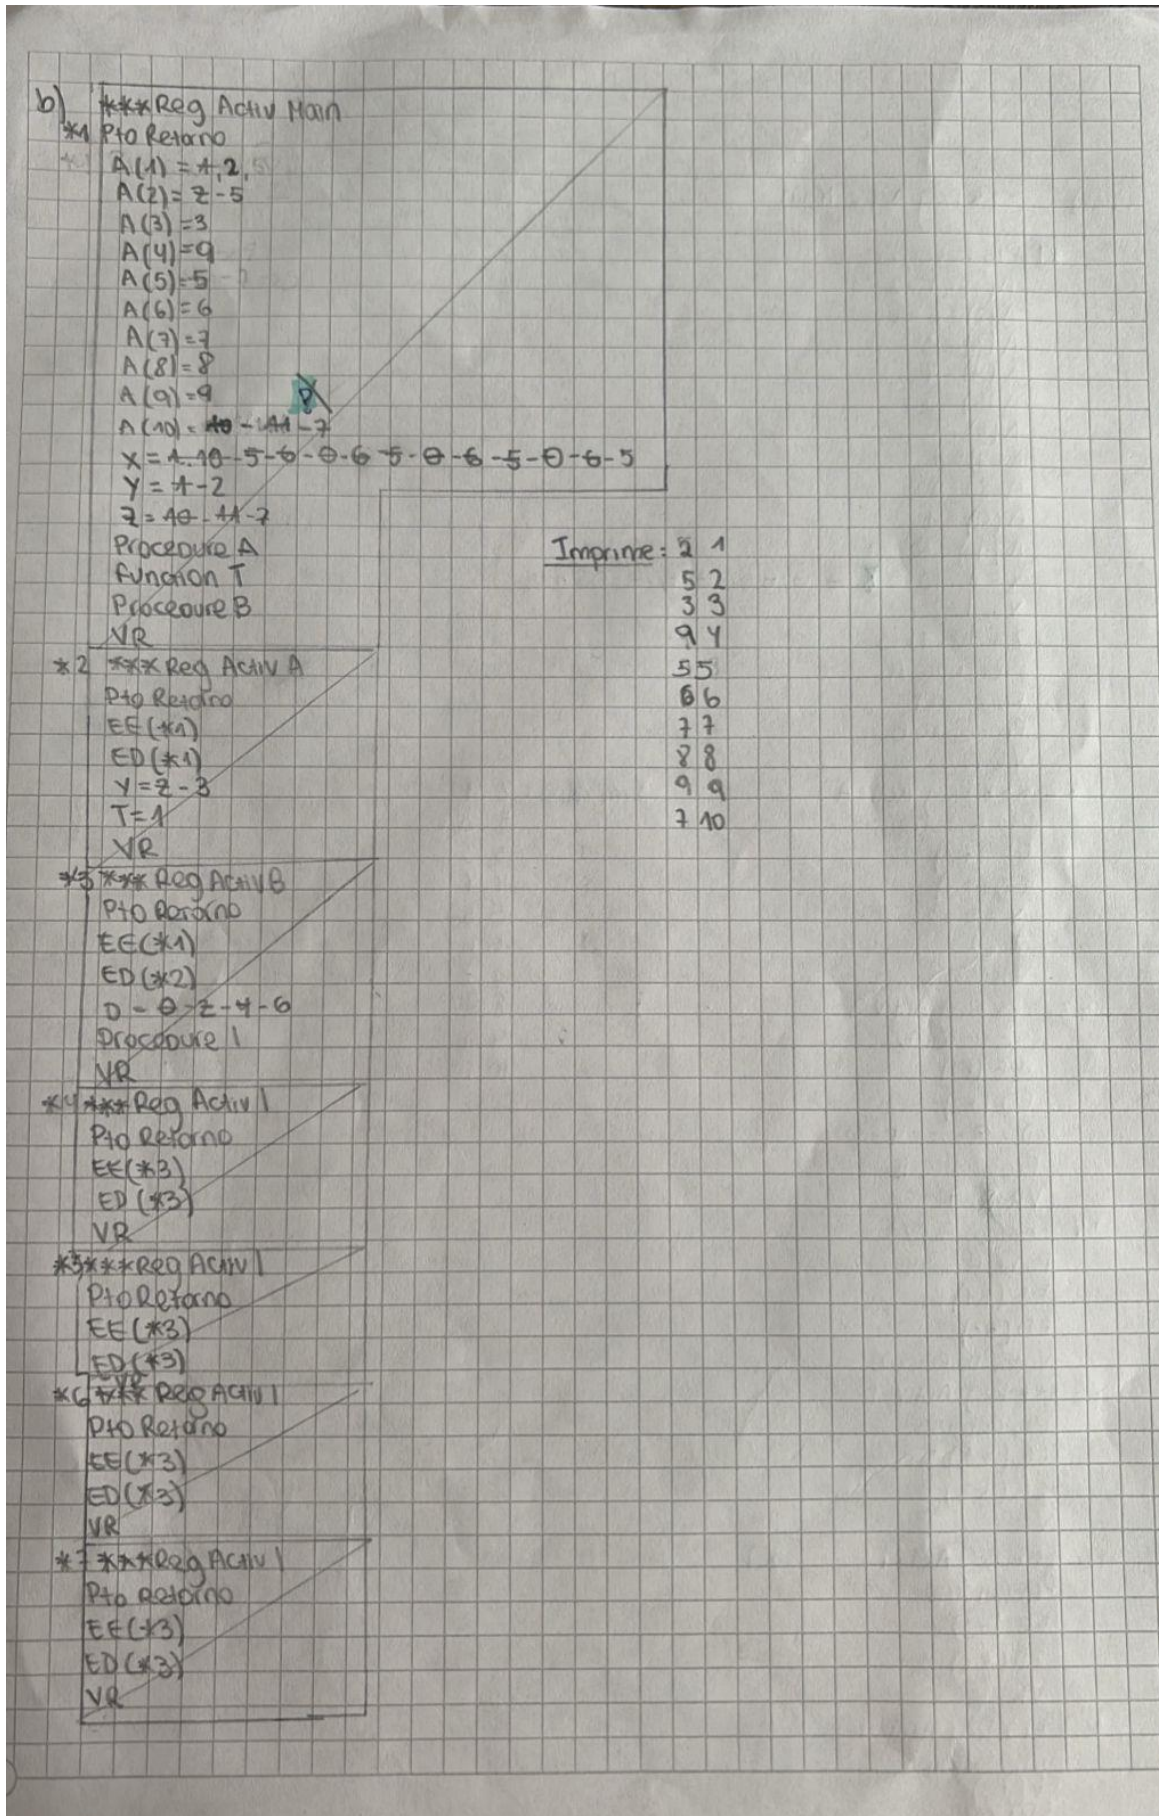 b) ***Reg Activ Main
*1 Pto Retorno
A(1) = 1, 2,
A(2) = 2 - 5
A(3) = 3
A(4) = 9
A(5) = 5
A(6) = 6
A(7) = 7
A(8) = 8
A(9) = 9
A(10) = 10 - 11 - 7
X = 1 - 10 - 5 - 6 - 0 - 6 - 5 - 0 - 6 - 5 - 0 - 6 - 5
Y = 1 - 2
Z = 10 - 11 - 7
Procedure A
Function T
Procedure B
VR
*2 *** Reg Activ A
Pto Retorno
EE(*1)
ED(*1)
Y = 2 - 3
T = 1
VR
*3 *** Reg Activ B
Pto Retorno
EE(*1)
ED(*2)
D - 0 - 2 - 4 - 6
Procedure I
VR
*4 *** Reg Activ I
Pto Retorno
EE(*3)
ED(*3)
VR
*5 *** Reg Activ I
Pto Retorno
EE(*3)
ED(*3)
VR
*6 *** Reg Activ I
Pto Retorno
EE(*3)
ED(*3)
VR
*7 *** Reg Activ I
Pto Retorno
EE(*3)
ED(*3)
VR
Imprime: 2 1
5 2
3 3
9 4
5 5
6 6
7 7
8 8
9 9
7 10